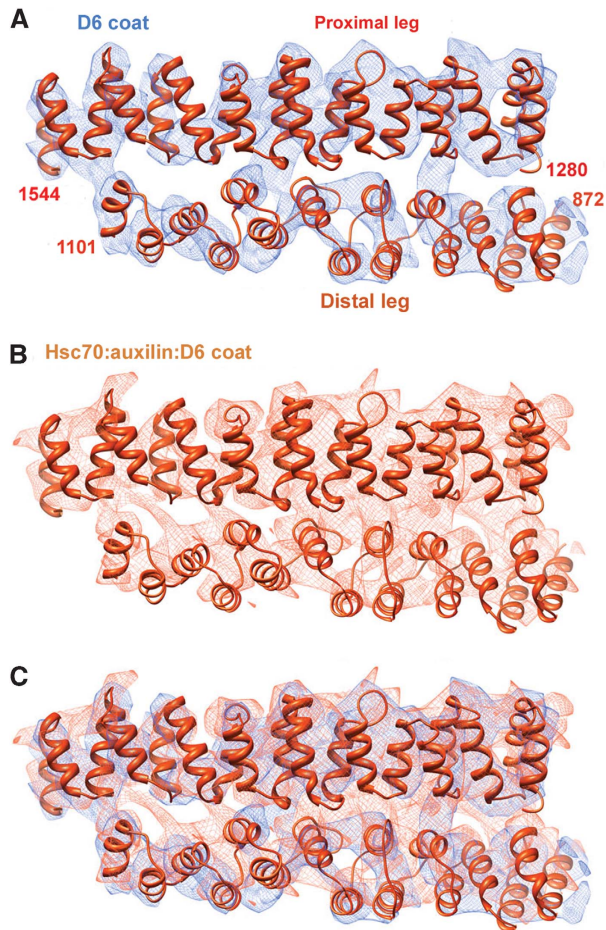 A
D6 coat
Proximal leg
1544
1280
872
1101
Distal leg
B
Hsc70:auxilin:D6 coat
C